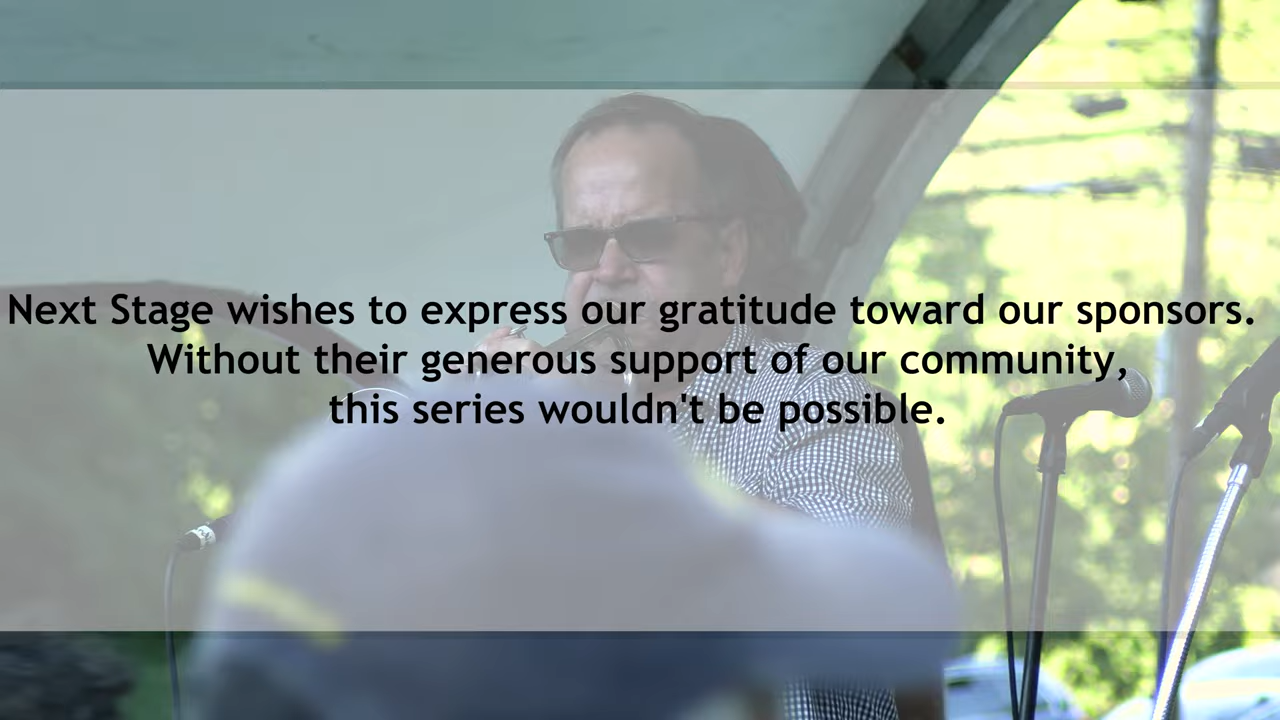 Next Stage wishes to express our gratitude toward our sponsors.
Without their generous support of our community,
this series wouldn't be possible.